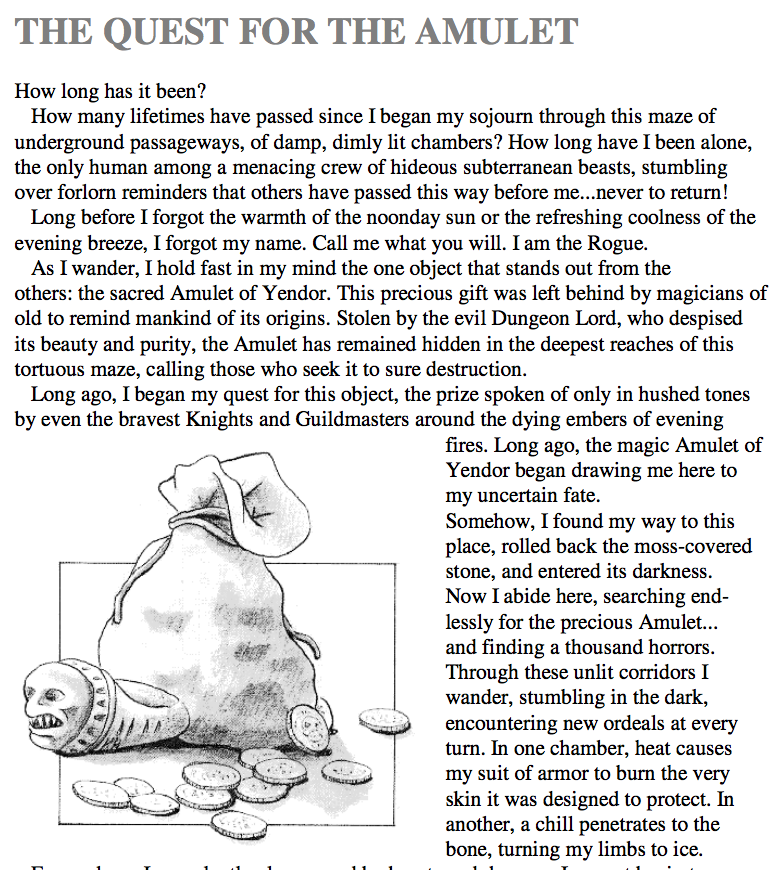 THE QUEST FOR THE AMULET
How long has it been?
How many lifetimes have passed since I began my sojourn through this maze of
underground passageways, of damp, dimly lit chambers? How long have I been alone,
the only human among a menacing crew of hideous subterranean beasts, stumbling
over forlorn reminders that others have passed this way before me...never to return!
Long before I forgot the warmth of the noonday sun or the refreshing coolness of the
evening breeze, I forgot my name. Call me what you will. I am the Rogue.
As I wander, I hold fast in my mind the one object that stands out from the
others: the sacred Amulet of Yendor. This precious gift was left behind by magicians of
old to remind mankind of its origins. Stolen by the evil Dungeon Lord, who despised
its beauty and purity, the Amulet has remained hidden in the deepest reaches of this
tortuous maze, calling those who seek it to sure destruction.
Long ago, I began my quest for this object, the prize spoken of only in hushed tones
by even the bravest Knights and Guildmasters around the dying embers of evening
fires. Long ago, the magic Amulet of
Yendor began drawing me here to
my uncertain fate.
Somehow, I found my way to this
place, rolled back the moss-covered
stone, and entered its darkness.
Now I abide here, searching end-
lessly for the precious Amulet...
and finding a thousand horrors.
Through these unlit corridors I
wander, stumbling in the dark,
encountering new ordeals at every
turn. In one chamber, heat causes
my suit of armor to burn the very
skin it was designed to protect. In
another, a chill penetrates to the
bone, turning my limbs to ice.